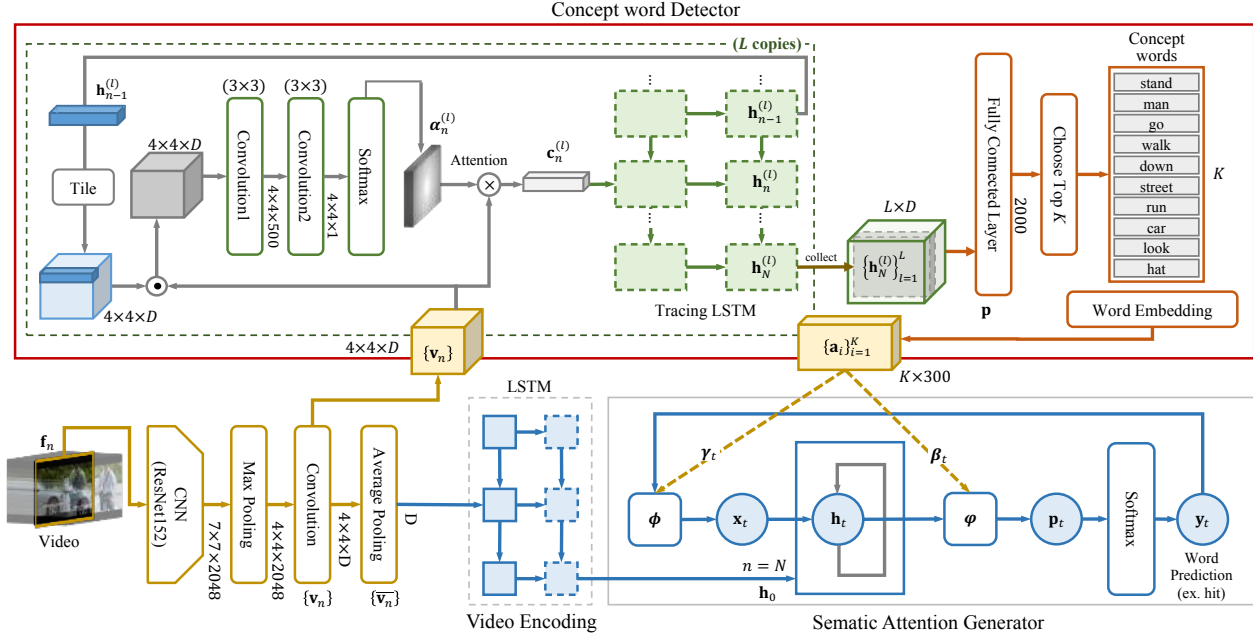 Concept word Detector
(L copies)
h_{n-1}^{(l)}
Tile
4×4×D
4×4×D
(3×3)
Convolution1
4×4×500
(3×3)
Convolution2
4×4×1
Softmax
α_n^{(l)}
Attention
×
c_n^{(l)}
...
...
h_{n-1}^{(l)}
h_n^{(l)}
...
...
h_N^{(l)}
Tracing LSTM
collect
L×D
{h_N^{(l)}}_{l=1}^{L}
Fully Connected Layer
2000
p
Choose Top K
Concept
words
stand
man
go
walk
down
street
run
car
look
hat
K
Word Embedding
{a_i}_{i=1}^{K}
K×300
4×4×D
{v_n}
f_n
Video
CNN
(ResNet152)
7×7×2048
Max Pooling
4×4×2048
Convolution
{v_n}
4×4×D
Average Pooling
{\overline{v_n}}
D
LSTM
Video Encoding
n = N
h_0
γ_t
β_t
ϕ
x_t
h_t
φ
p_t
Softmax
y_t
Word
Prediction
(ex. hit)
Sematic Attention Generator